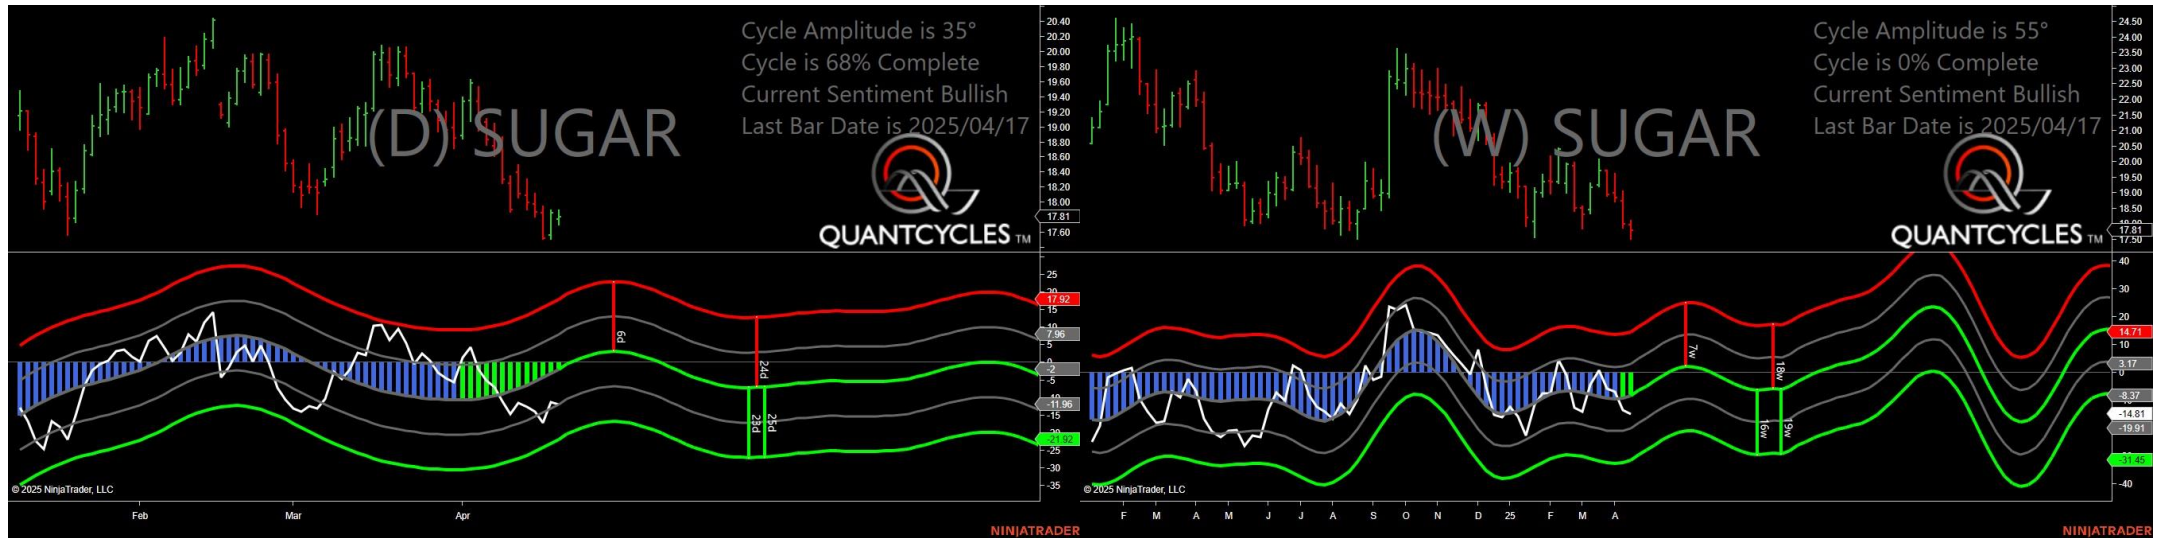 Cycle Amplitude is 35°
Cycle is 68% Complete
Current Sentiment Bullish
Last Bar Date is 2025/04/17
(D) SUGAR
QUANTCYCLES TM
20.40
20.20
20.00
19.80
19.60
19.40
19.20
19.00
18.80
18.60
18.40
18.20
18.00
17.81
17.60
25
20
17.92
15
10
7.96
5
0
-2
-5
-11.96
-15
-21.92
-25
-30
-35
6d
24d
23d
25d
© 2025 NinjaTrader, LLC
Feb
Mar
Apr
NINJATRADER
Cycle Amplitude is 55°
Cycle is 0% Complete
Current Sentiment Bullish
Last Bar Date is 2025/04/17
(W) SUGAR
QUANTCYCLES TM
24.50
24.00
23.50
23.00
22.50
22.00
21.50
21.00
20.50
20.00
19.50
19.00
18.50
18.00
17.81
17.50
40
30
20
14.71
10
3.17
0
-8.37
-14.81
-19.91
-31.45
-40
7w
18w
16w
19w
© 2025 NinjaTrader, LLC
F
M
A
M
J
J
A
S
O
N
D
25
F
M
A
NINJATRADER